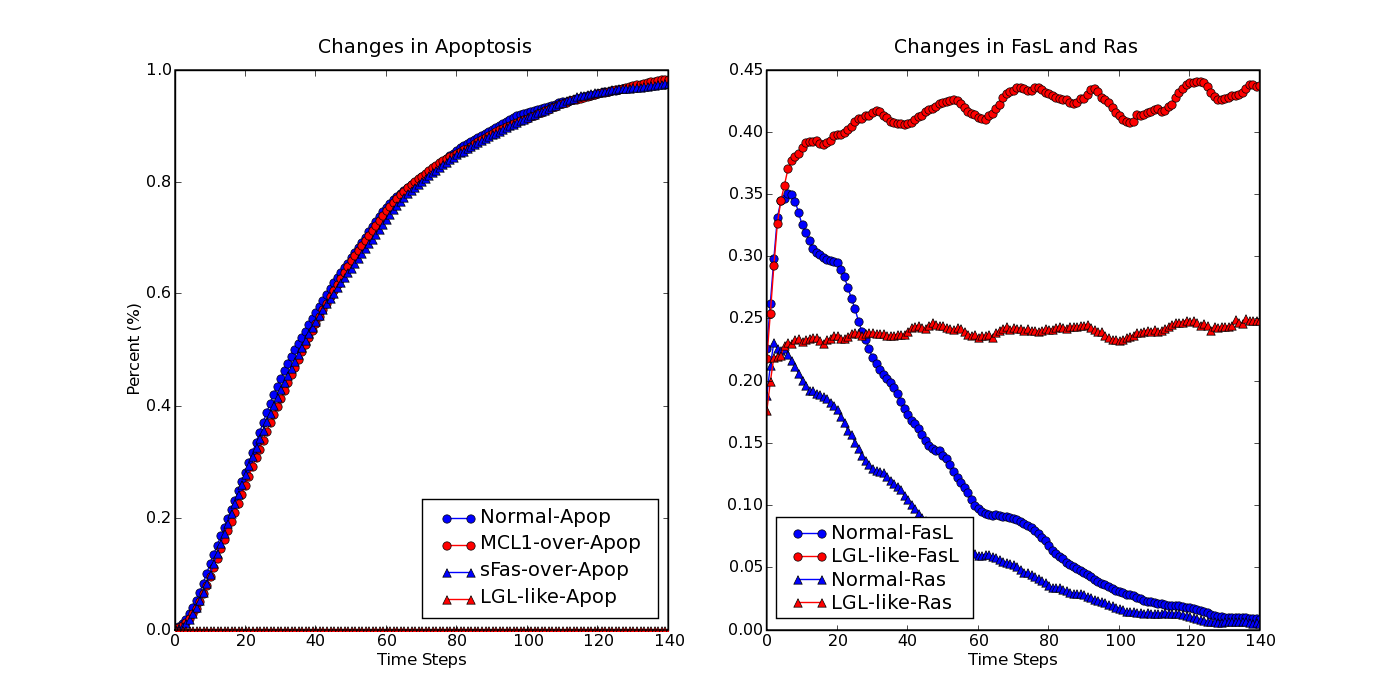 Changes in Apoptosis
1.0
0.8
0.6
0.4
0.2
0.0
Percent (%)
Normal-Apop
MCL1-over-Apop
sFas-over-Apop
LGL-like-Apop
0 20 40 60 80 100 120 140
Time Steps
Changes in FasL and Ras
0.45
0.40
0.35
0.30
0.25
0.20
0.15
0.10
0.05
0.00
Normal-FasL
LGL-like-FasL
Normal-Ras
LGL-like-Ras
0 20 40 60 80 100 120 140
Time Steps